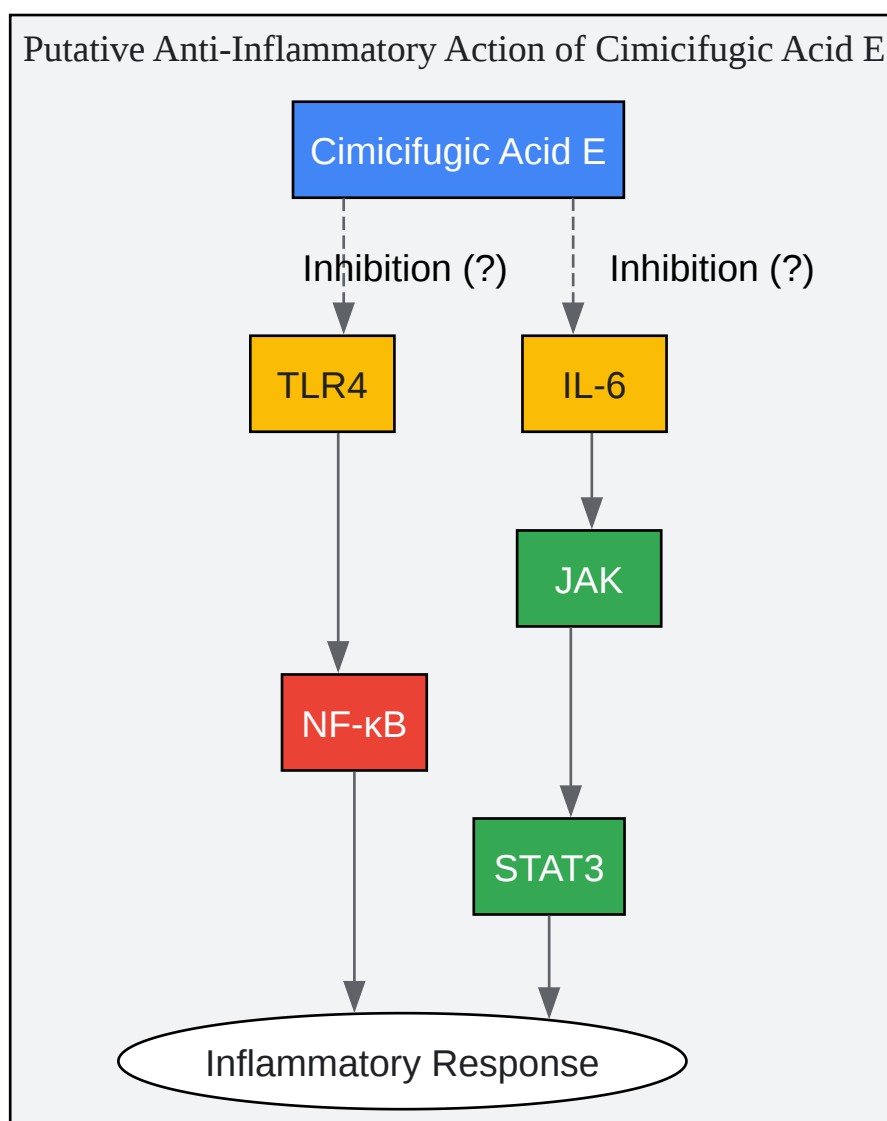 Putative Anti-Inflammatory Action of Cimicifugic Acid E
Cimicifugic Acid E
Inhibition (?)
Inhibition (?)
TLR4
IL-6
JAK
NF-κB
STAT3
Inflammatory Response